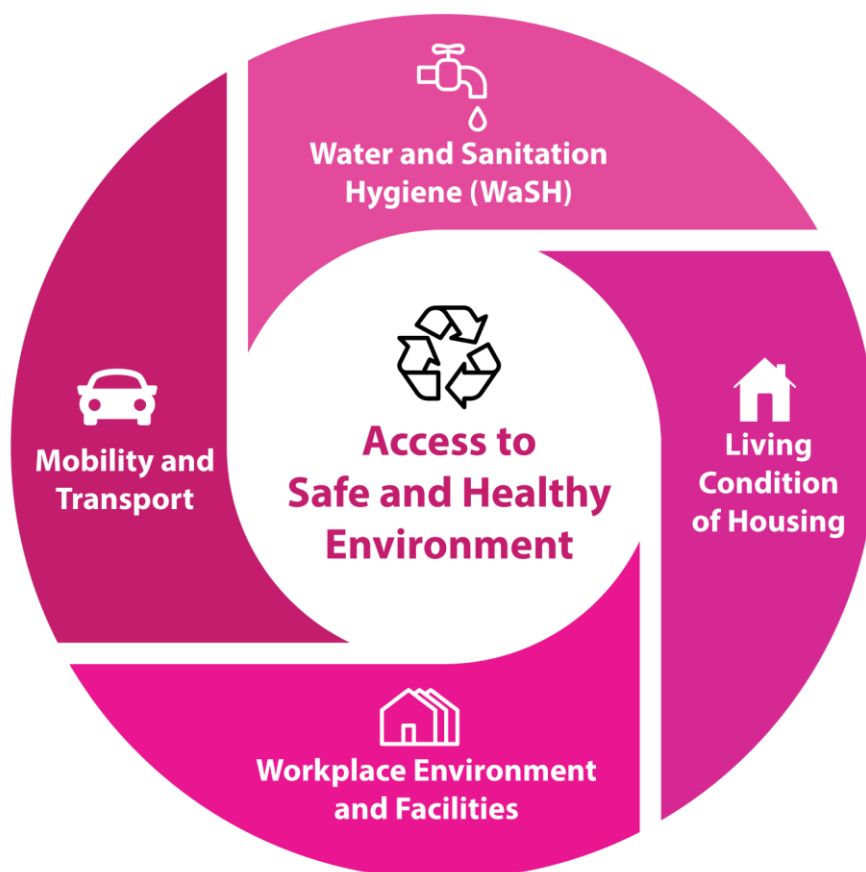 Water and Sanitation
Hygiene (WaSH)
Living
Condition
of Housing
Workplace Environment
and Facilities
Mobility and
Transport
Access to
Safe and Healthy
Environment